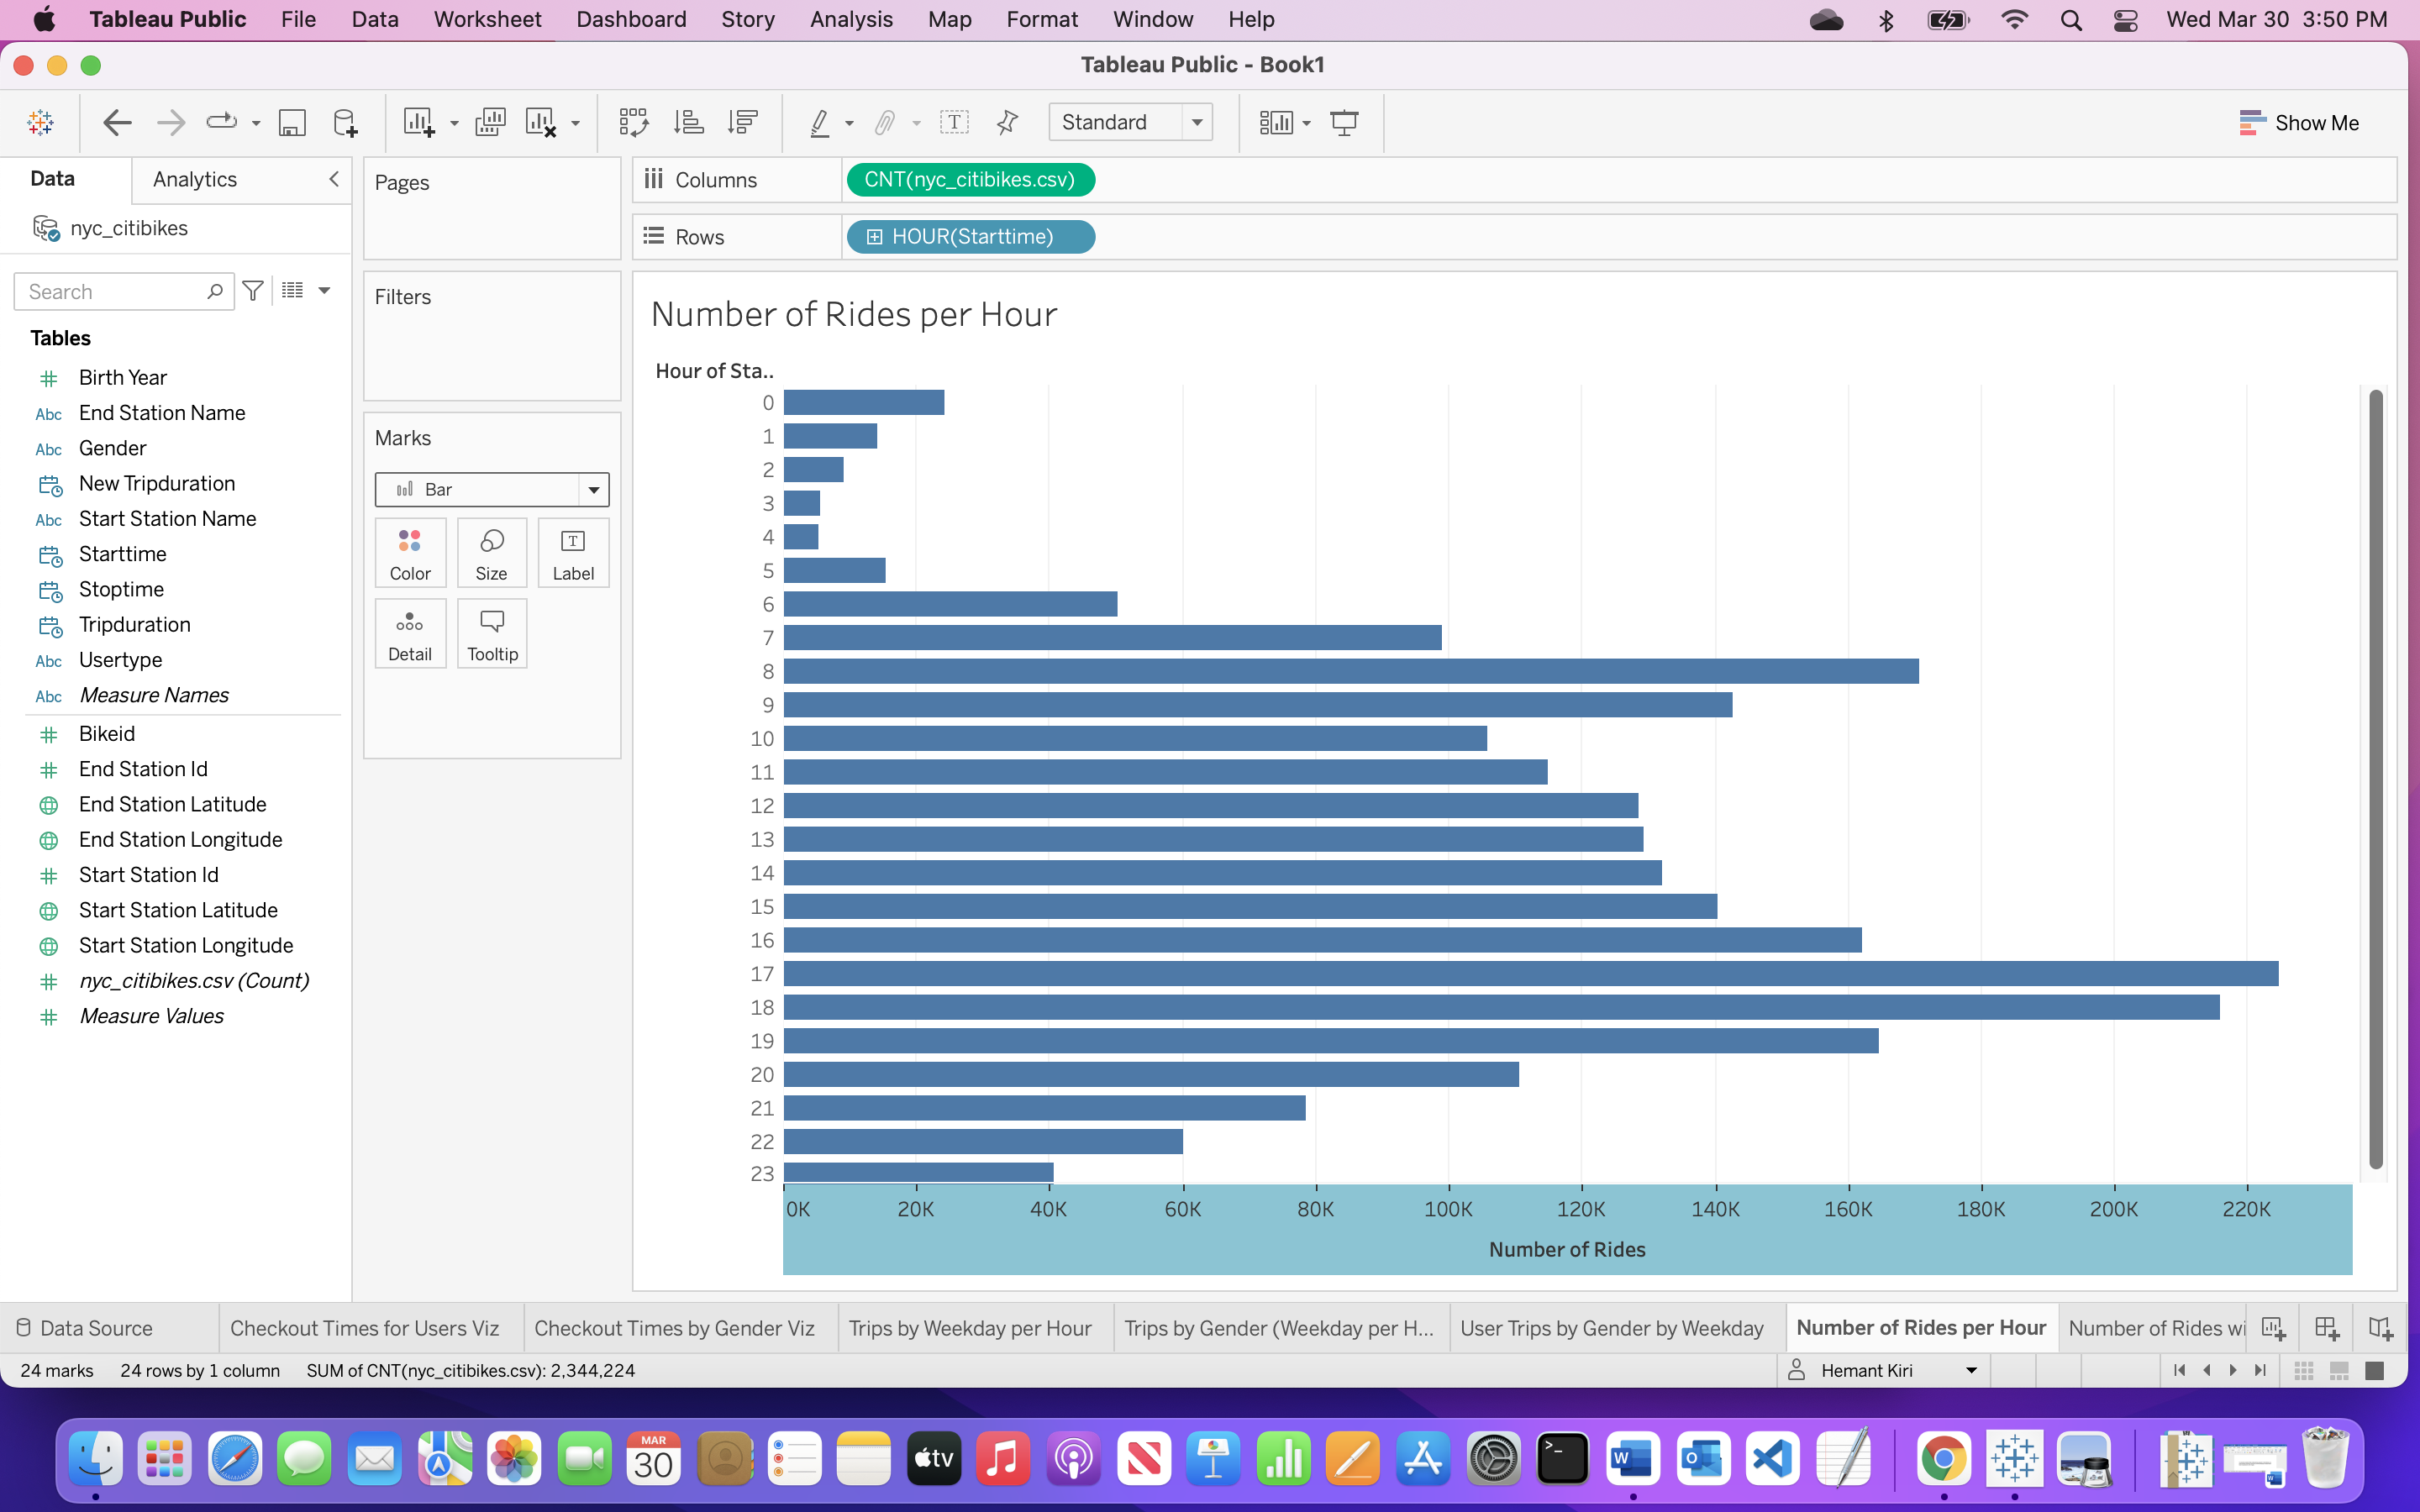 Tableau Public File Data Worksheet Dashboard Story Analysis Map Format Window Help Wed Mar 30 3:50 PM
Tableau Public - Book1
Standard Show Me
Data Analytics
nyc_citibikes
Search
Tables
Birth Year
Abc End Station Name
Abc Gender
New Tripduration
Abc Start Station Name
Starttime
Stoptime
Tripduration
Abc Usertype
Abc Measure Names
Bikeid
End Station Id
End Station Latitude
End Station Longitude
Start Station Id
Start Station Latitude
Start Station Longitude
nyc_citibikes.csv (Count)
Measure Values
Pages
Filters
Marks
Bar
Color Size Label
Detail Tooltip
Columns CNT(nyc_citibikes.csv)
Rows HOUR(Starttime)
Number of Rides per Hour
Hour of Sta..
0
1
2
3
4
5
6
7
8
9
10
11
12
13
14
15
16
17
18
19
20
21
22
23
0K 20K 40K 60K 80K 100K 120K 140K 160K 180K 200K 220K
Number of Rides
Data Source Checkout Times for Users Viz Checkout Times by Gender Viz Trips by Weekday per Hour Trips by Gender (Weekday per H... User Trips by Gender by Weekday Number of Rides per Hour Number of Rides wi
24 marks 24 rows by 1 column SUM of CNT(nyc_citibikes.csv): 2,344,224 Hemant Kiri
MAR
30
tv